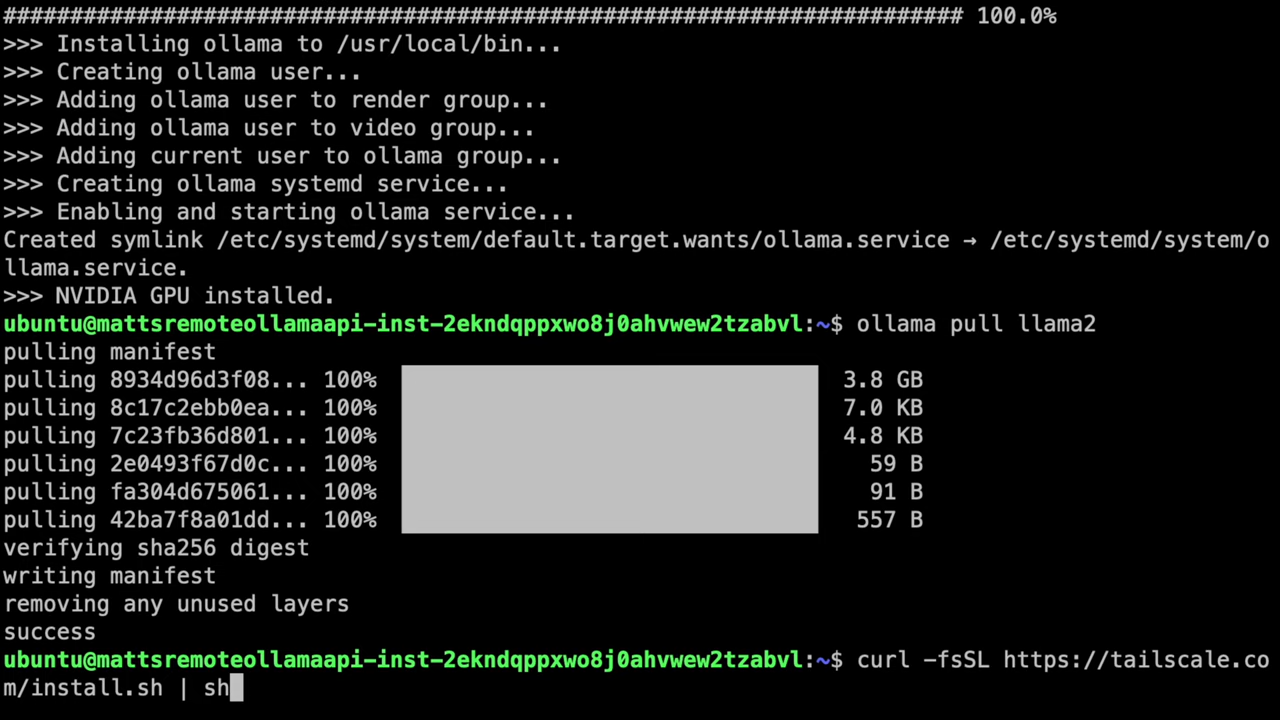 ######################################################################## 100.0%
>>> Installing ollama to /usr/local/bin...
>>> Creating ollama user...
>>> Adding ollama user to render group...
>>> Adding ollama user to video group...
>>> Adding current user to ollama group...
>>> Creating ollama systemd service...
>>> Enabling and starting ollama service...
Created symlink /etc/systemd/system/default.target.wants/ollama.service → /etc/systemd/system/o
llama.service.
>>> NVIDIA GPU installed.
ubuntu@mattsremoteollamaapi-inst-2ekndqppxwo8j0ahvwew2tzabvl:~$ ollama pull llama2
pulling manifest
pulling 8934d96d3f08... 100% 3.8 GB
pulling 8c17c2ebb0ea... 100% 7.0 KB
pulling 7c23fb36d801... 100% 4.8 KB
pulling 2e0493f67d0c... 100% 59 B
pulling fa304d675061... 100% 91 B
pulling 42ba7f8a01dd... 100% 557 B
verifying sha256 digest
writing manifest
removing any unused layers
success
ubuntu@mattsremoteollamaapi-inst-2ekndqppxwo8j0ahvwew2tzabvl:~$ curl -fsSL https://tailscale.co
m/install.sh | sh